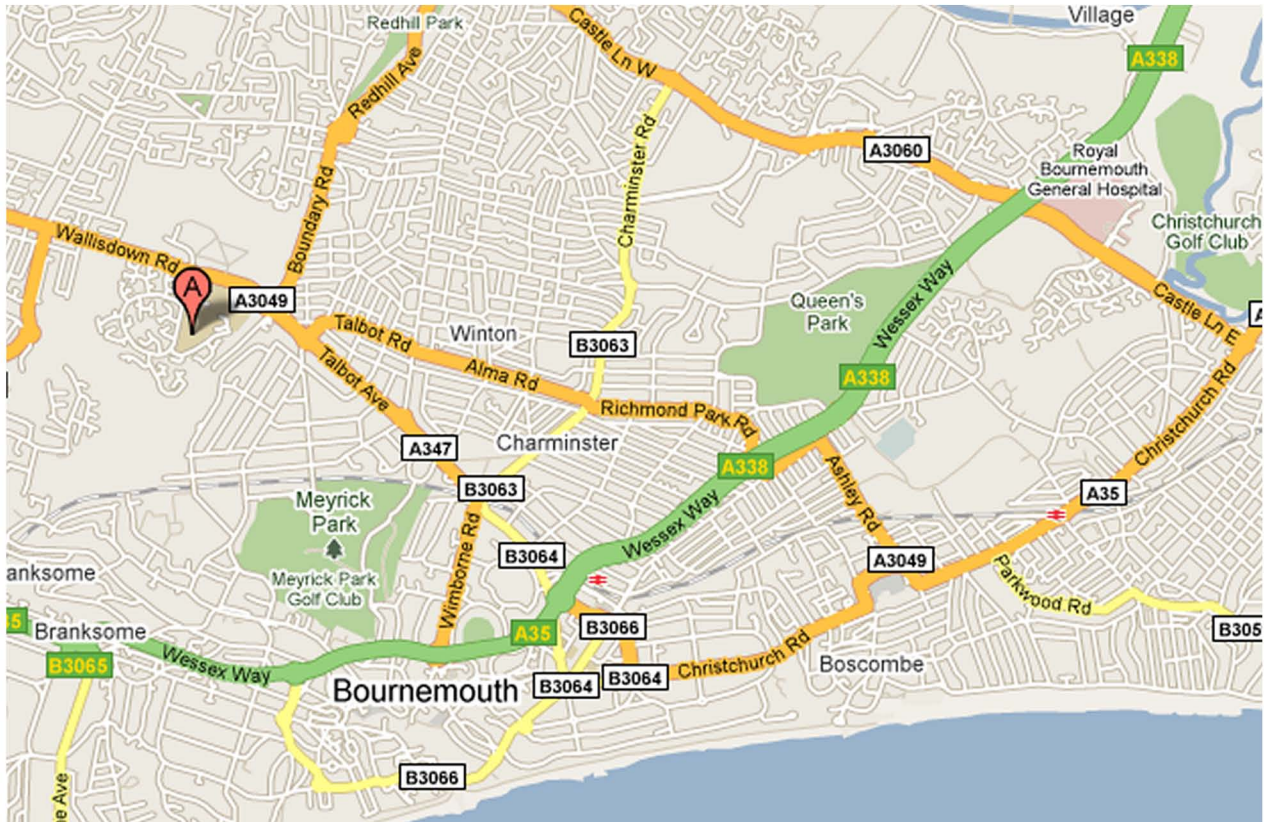 Redhill Park
Castle Ln W
Village
A338
Redhill Ave
Charminster Rd
A3060
Royal
Bournemouth
General Hospital
Boundary Rd
Christchurch
Golf Club
Wallisdown Rd
A
A3049
Wessex Way
Queen's
Park
Castle Ln E
A
Talbot Rd
Winton
B3063
Alma Rd
A338
Talbot Ave
Richmond Park Rd
Christchurch Rd
A347
Charminster
A338
Ashley Rd
B3063
A35
Meyrick
Park
Wessex Way
Wimborne Rd
B3064
A3049
anksome
Meyrick Park
Golf Club
Parkwood Rd
35
Branksome
A35
B3066
B305
B3065
Wessex Way
Christchurch Rd
Boscombe
Bournemouth
B3064
B3064
B3066
e Ave